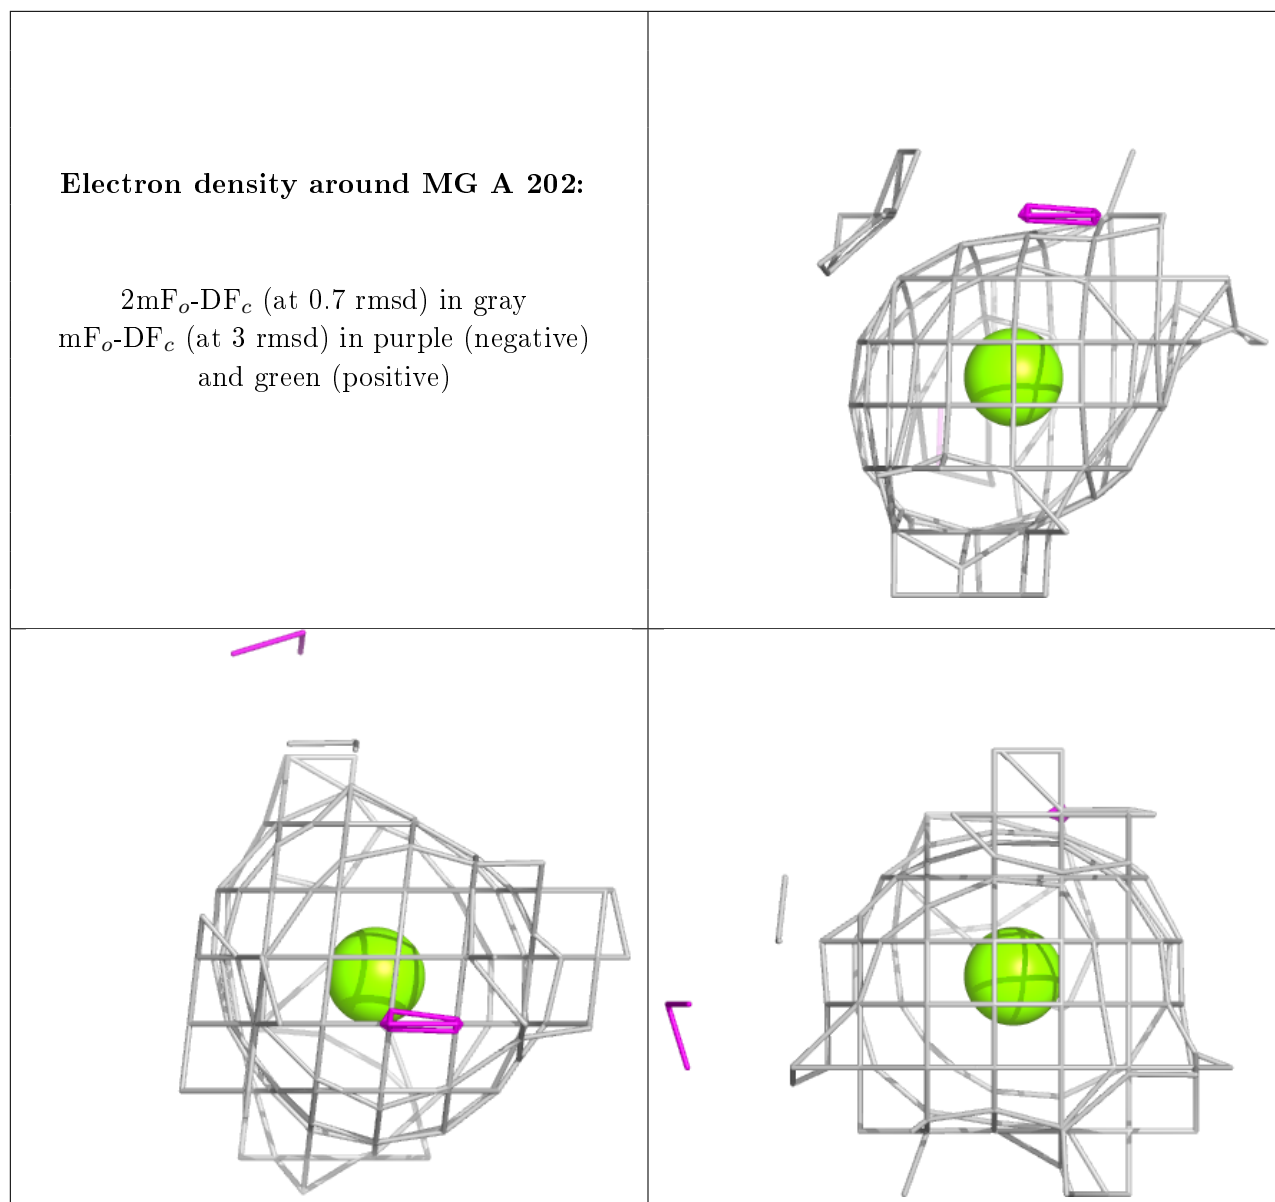 Electron density around MG A 202:
2mFo-DFc (at 0.7 rmsd) in gray
mFo-DFc (at 3 rmsd) in purple (negative)
and green (positive)